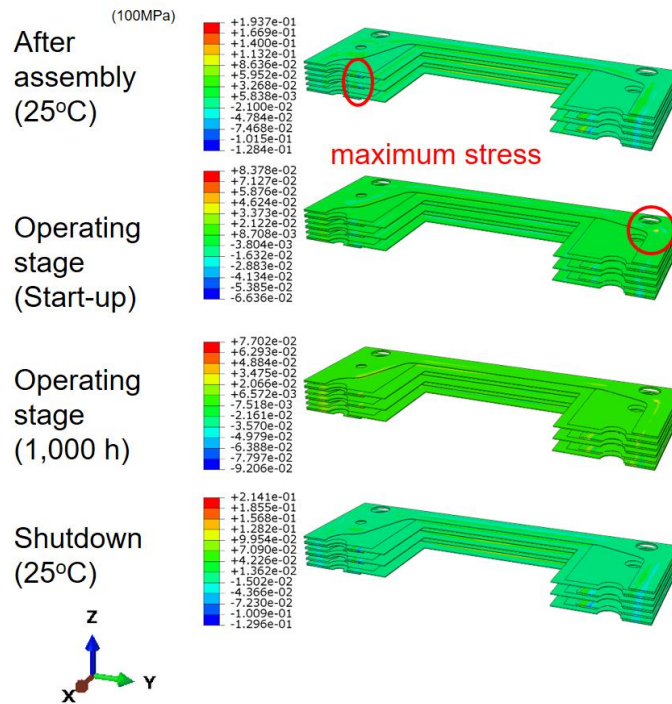 (100MPa)
After
assembly
(25°C)
+1.937e-01
+1.669e-01
+1.400e-01
+1.132e-01
+8.636e-02
+5.952e-02
+3.268e-02
+5.838e-03
-2.100e-02
-4.784e-02
-7.468e-02
-1.015e-01
-1.284e-01
maximum stress
Operating
stage
(Start-up)
+8.378e-02
+7.127e-02
+5.876e-02
+4.624e-02
+3.373e-02
+2.122e-02
+8.708e-03
-3.804e-03
-1.632e-02
-2.883e-02
-4.134e-02
-5.385e-02
-6.636e-02
Operating
stage
(1,000 h)
+7.702e-02
+6.293e-02
+4.884e-02
+3.475e-02
+2.066e-02
+6.572e-03
-7.518e-03
-2.161e-02
-3.570e-02
-4.979e-02
-6.388e-02
-7.797e-02
-9.206e-02
Shutdown
(25°C)
+2.141e-01
+1.855e-01
+1.568e-01
+1.282e-01
+9.954e-02
+7.090e-02
+4.226e-02
+1.362e-02
-1.502e-02
-4.366e-02
-7.230e-02
-1.009e-01
-1.296e-01
Z
X
Y